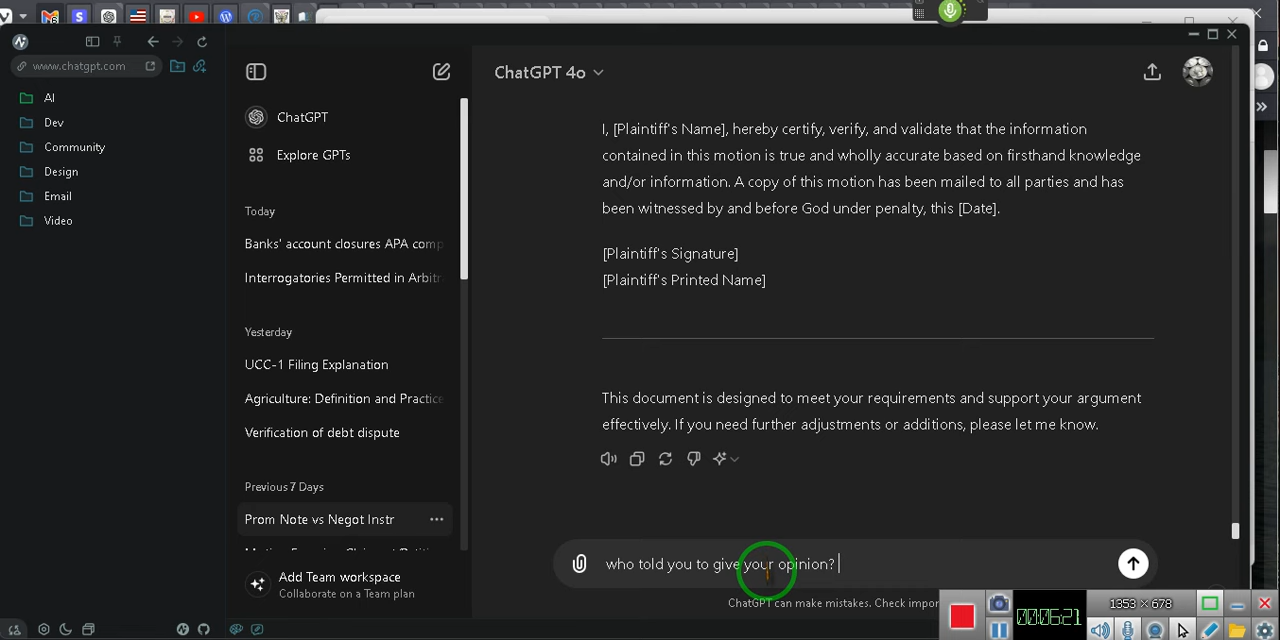 www.chatgpt.com
AI
Dev
Community
Design
Email
Video
ChatGPT
Explore GPTs
Today
Banks' account closures APA comp
Interrogatories Permitted in Arbitra
Yesterday
UCC-1 Filing Explanation
Agriculture: Definition and Practice
Verification of debt dispute
Previous 7 Days
Prom Note vs Negot Instr
Add Team workspace
Collaborate on a Team plan
ChatGPT 4o
I, [Plaintiff's Name], hereby certify, verify, and validate that the information
contained in this motion is true and wholly accurate based on firsthand knowledge
and/or information. A copy of this motion has been mailed to all parties and has
been witnessed by and before God under penalty, this [Date].
[Plaintiff's Signature]
[Plaintiff's Printed Name]
This document is designed to meet your requirements and support your argument
effectively. If you need further adjustments or additions, please let me know.
who told you to give your opinion?
ChatGPT can make mistakes. Check impor
00:06:21
1353 × 678